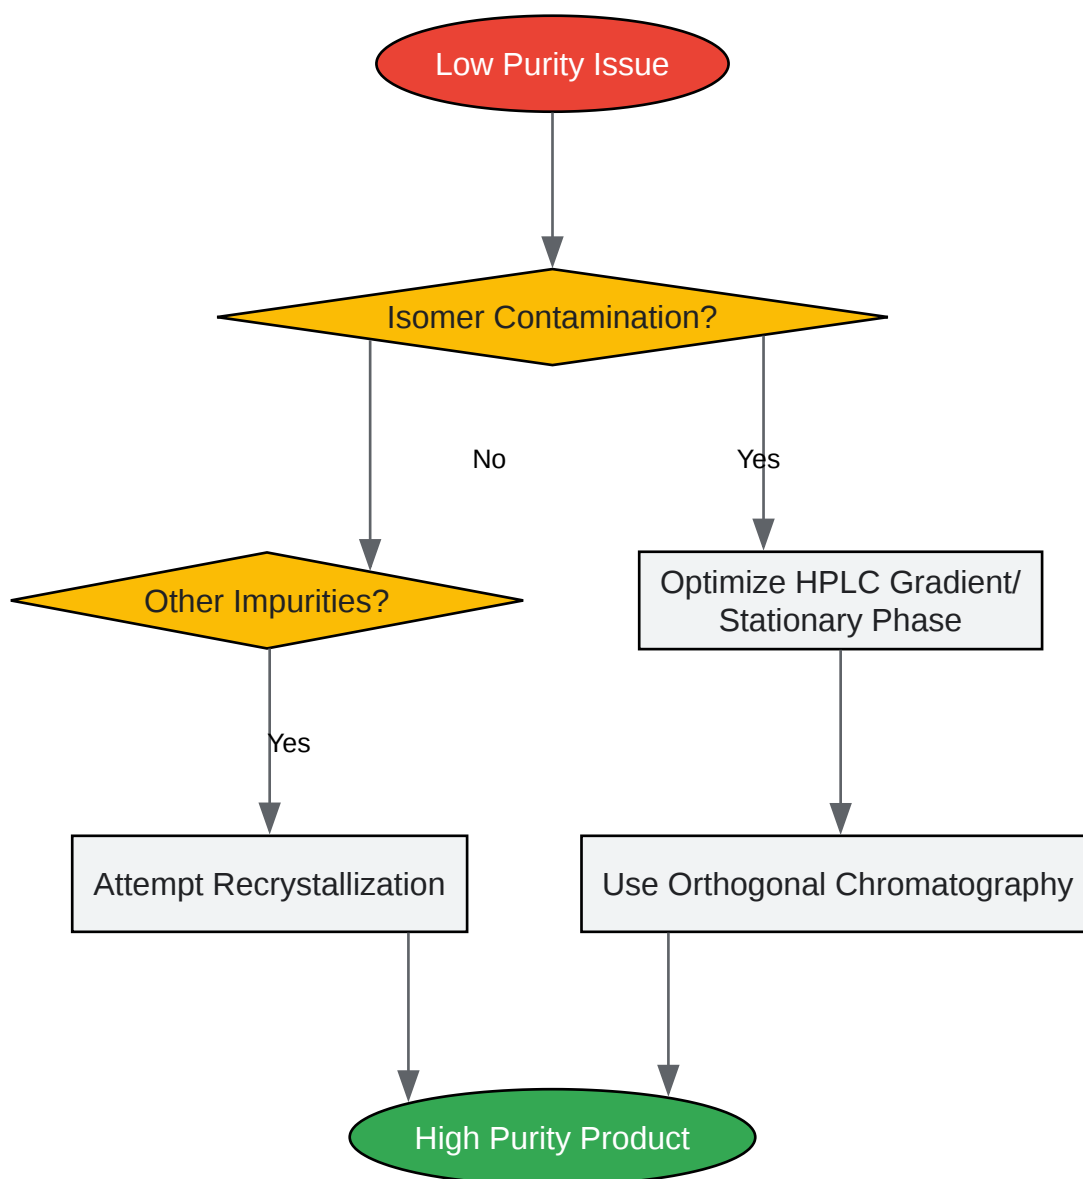 Low Purity Issue
Isomer Contamination?
No
Yes
Other Impurities?
Optimize HPLC Gradient/
Stationary Phase
Yes
Attempt Recrystallization
Use Orthogonal Chromatography
High Purity Product